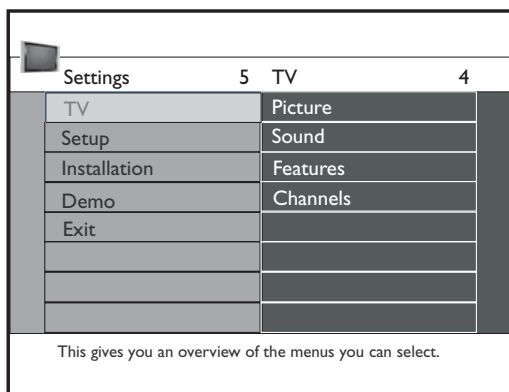 Settings 5 TV 4
TV Picture
Setup Sound
Installation Features
Demo Channels
Exit
This gives you an overview of the menus you can select.